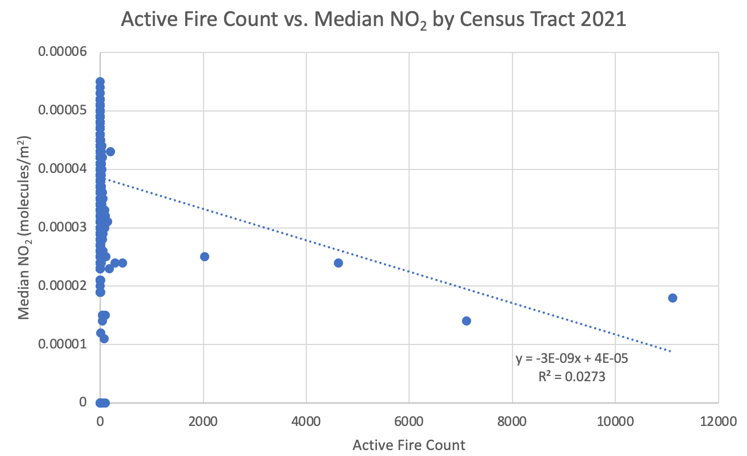 Active Fire Count vs. Median NO₂ by Census Tract 2021
0.00006
0.00005
0.00004
0.00003
0.00002
0.00001
0
Median NO₂ (molecules/m²)
y = -3E-09x + 4E-05
R² = 0.0273
0 2000 4000 6000 8000 10000 12000
Active Fire Count